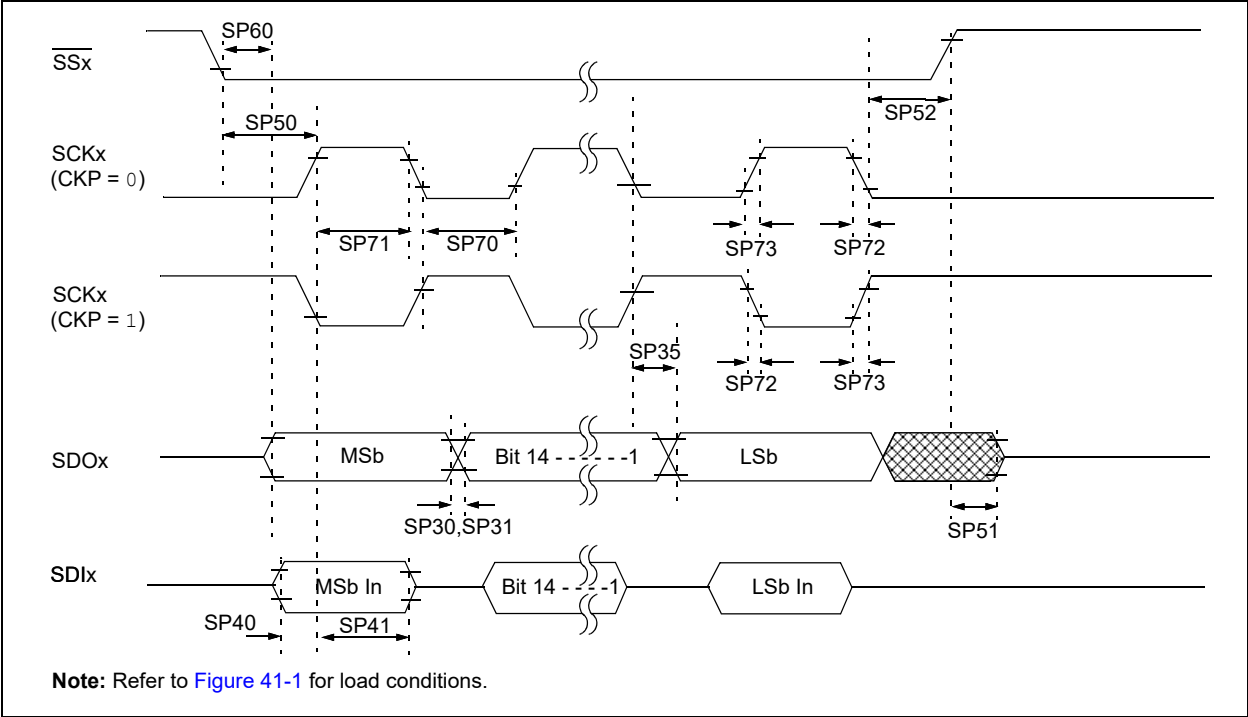 SP60
SSx
SP52
SP50
SCKx
(CKP = 0)
SP71
SP70
SP73
SP72
SCKx
(CKP = 1)
SP35
SP72
SP73
SDOx
MSb
Bit 14 - - - - - -1
LSb
SP30,SP31
SP51
SDIx
MSb In
Bit 14 - - - -1
LSb In
SP40
SP41
Note: Refer to Figure 41-1 for load conditions.